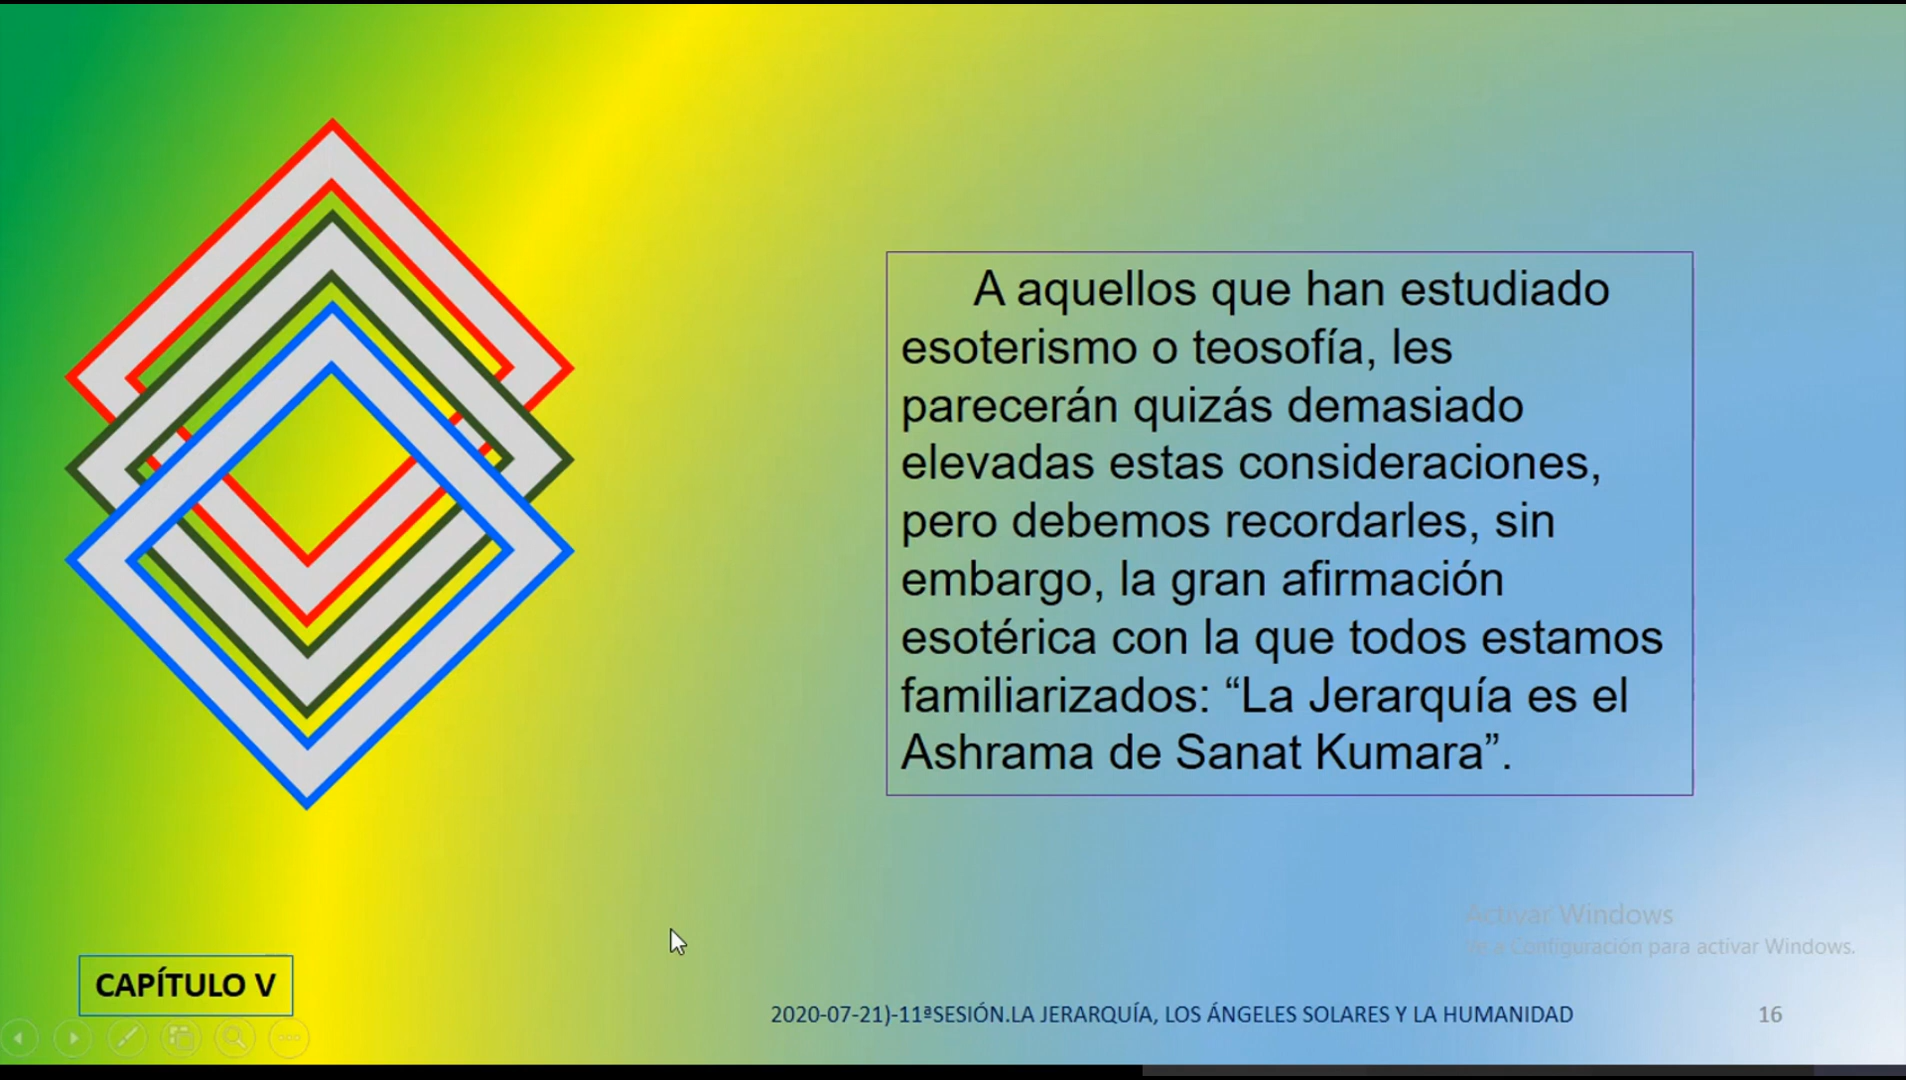 A aquellos que han estudiado
esoterismo o teosofía, les
parecerán quizás demasiado
elevadas estas consideraciones,
pero debemos recordarles, sin
embargo, la gran afirmación
esotérica con la que todos estamos
familiarizados: “La Jerarquía es el
Ashrama de Sanat Kumara”.
Activar Windows
Ve a Configuración para activar Windows.
CAPÍTULO V
2020-07-21)-11ªSESIÓN.LA JERARQUÍA, LOS ÁNGELES SOLARES Y LA HUMANIDAD
16